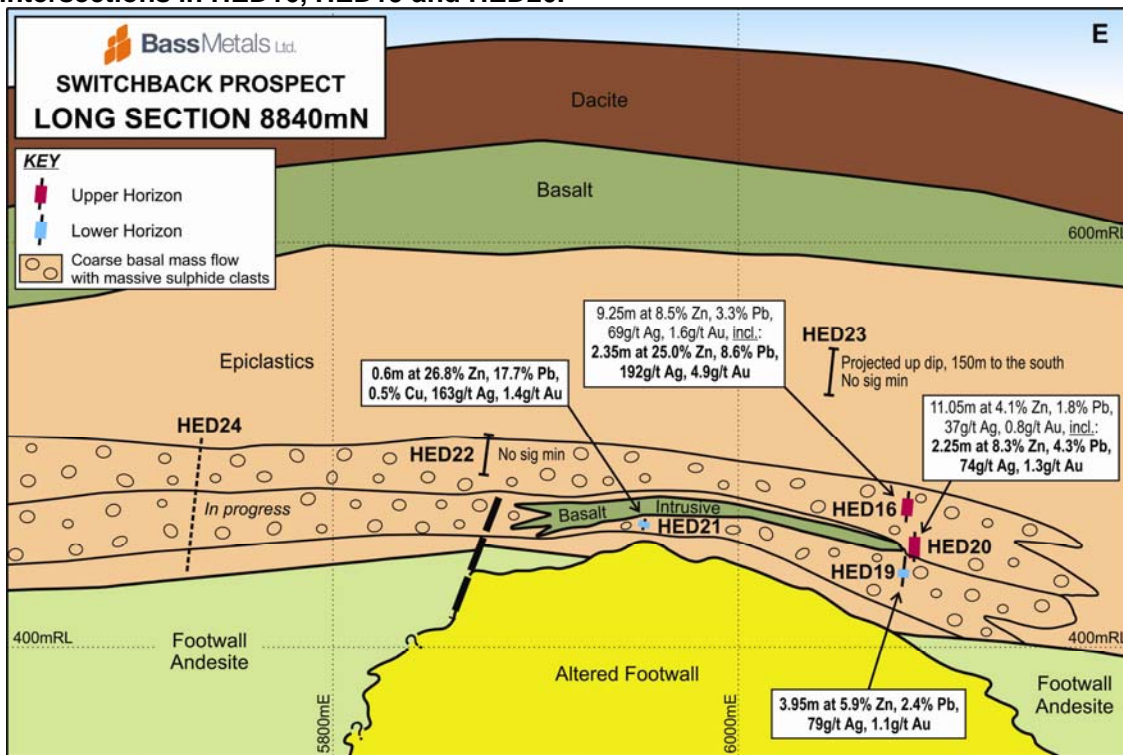 intersections in HED16, HED19 and HED20.
BassMetals Ltd.
SWITCHBACK PROSPECT
LONG SECTION 8840mN
E
KEY
Upper Horizon
Lower Horizon
Coarse basal mass flow
with massive sulphide clasts
Dacite
Basalt
600mRL
Epiclastics
9.25m at 8.5% Zn, 3.3% Pb,
69g/t Ag, 1.6g/t Au, incl.:
2.35m at 25.0% Zn, 8.6% Pb,
192g/t Ag, 4.9g/t Au
HED23
Projected up dip, 150m to the south
No sig min
0.6m at 26.8% Zn, 17.7% Pb,
0.5% Cu, 163g/t Ag, 1.4g/t Au
11.05m at 4.1% Zn, 1.8% Pb,
37g/t Ag, 0.8g/t Au, incl.:
2.25m at 8.3% Zn, 4.3% Pb,
74g/t Ag, 1.3g/t Au
HED24
HED22
No sig min
In progress
Basalt
Intrusive
HED16
HED21
HED20
HED19
400mRL
400mRL
Footwall
Andesite
?
?
?
Altered Footwall
Footwall
Andesite
3.95m at 5.9% Zn, 2.4% Pb,
79g/t Ag, 1.1g/t Au
5800mE
6000mE